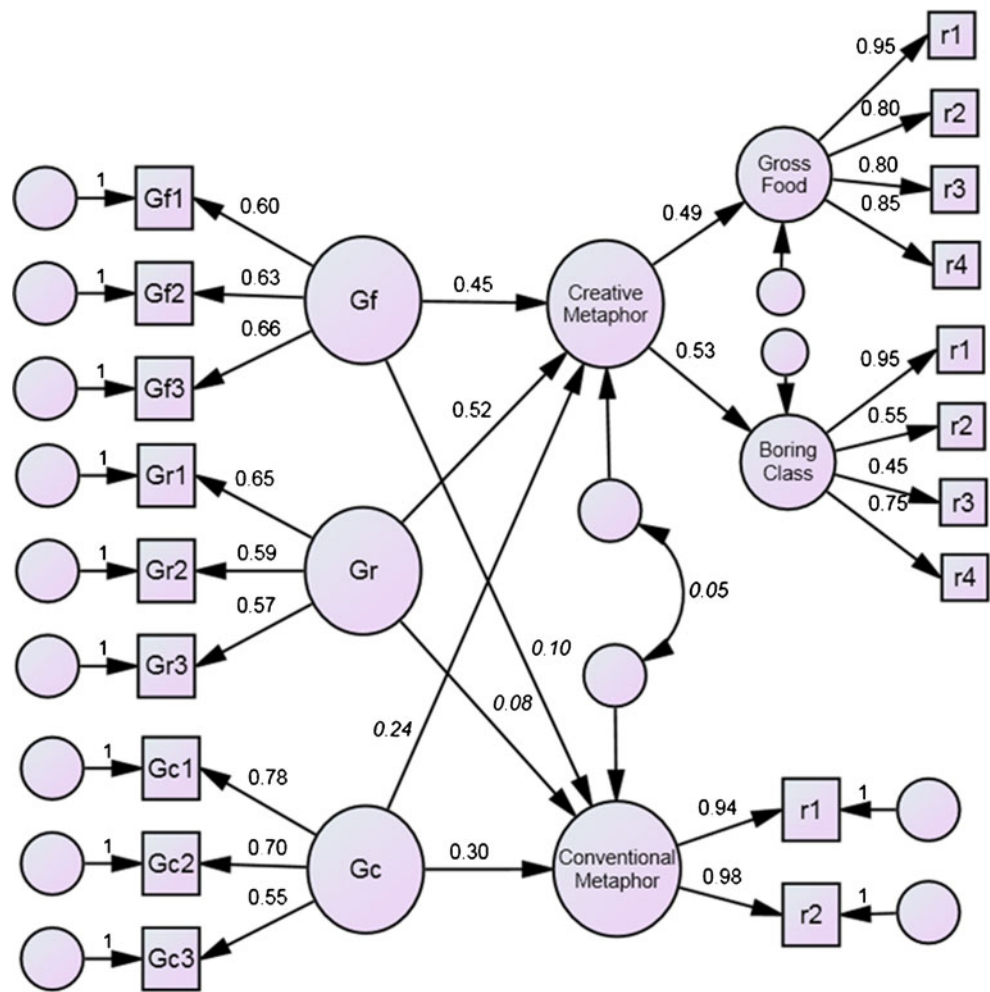 r1
0.95
r2
0.80
Gross
Food
0.80
r3
0.85
r4
0.49
1
Gf1
0.60
1
Gf2
0.63
1
Gf3
0.66
Gf
0.45
Creative
Metaphor
0.53
r1
0.95
r2
0.55
Boring
Class
0.45
r3
0.75
r4
0.52
1
Gr1
0.65
1
Gr2
0.59
1
Gr3
0.57
Gr
0.05
0.10
0.08
0.24
1
Gc1
0.78
1
Gc2
0.70
1
Gc3
0.55
Gc
0.30
Conventional
Metaphor
0.94
r1
1
0.98
r2
1